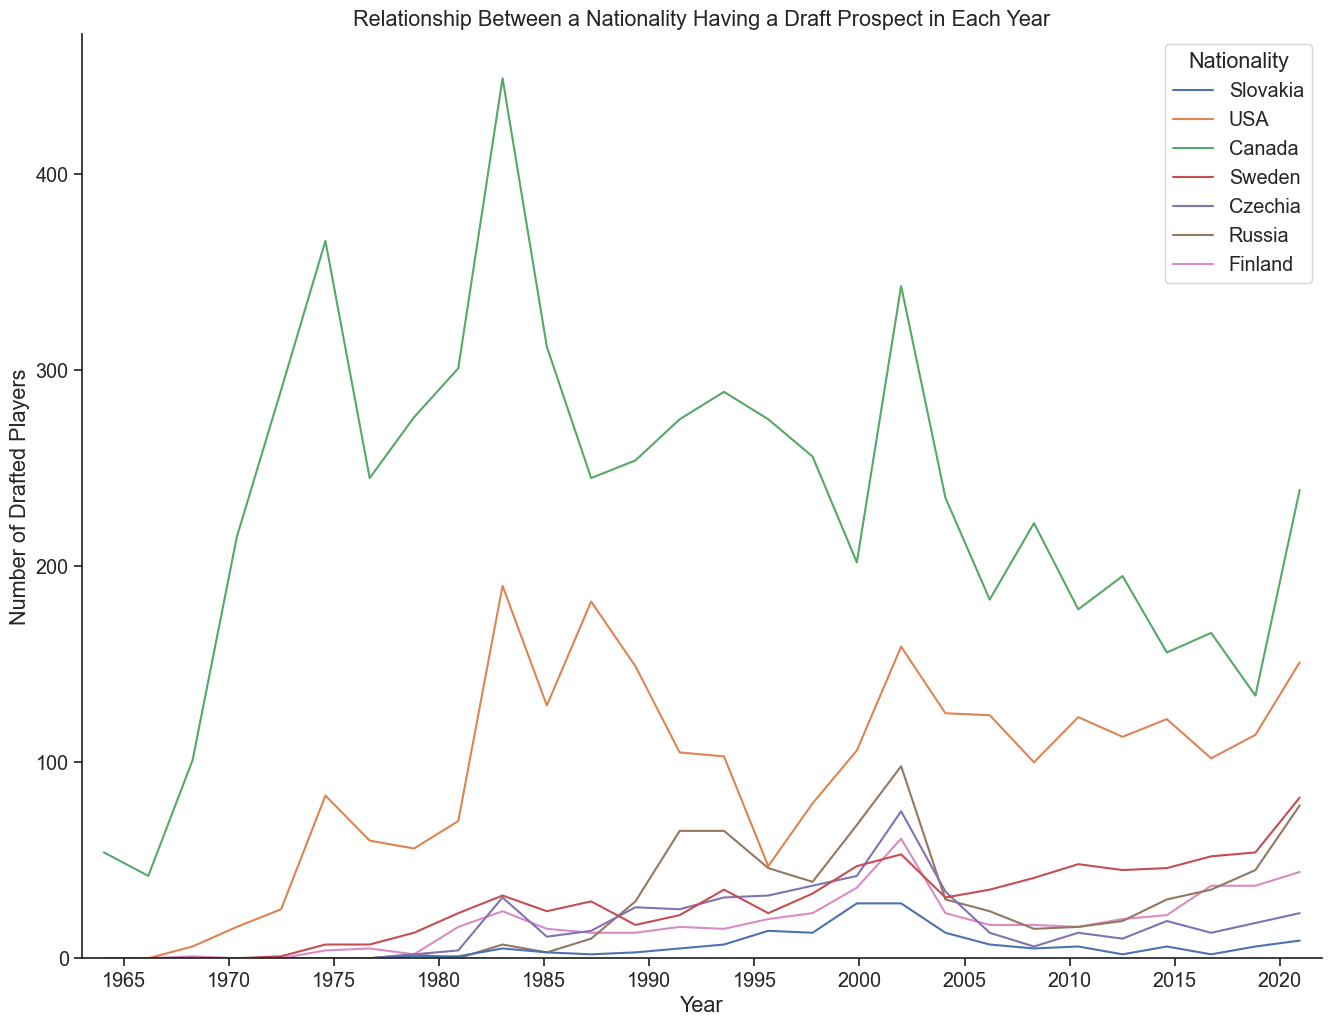 Relationship Between a Nationality Having a Draft Prospect in Each Year
Nationality
Slovakia
USA
Canada
Sweden
Czechia
Russia
Finland
Number of Drafted Players
400
300
200
100
0
1965 1970 1975 1980 1985 1990 1995 2000 2005 2010 2015 2020
Year